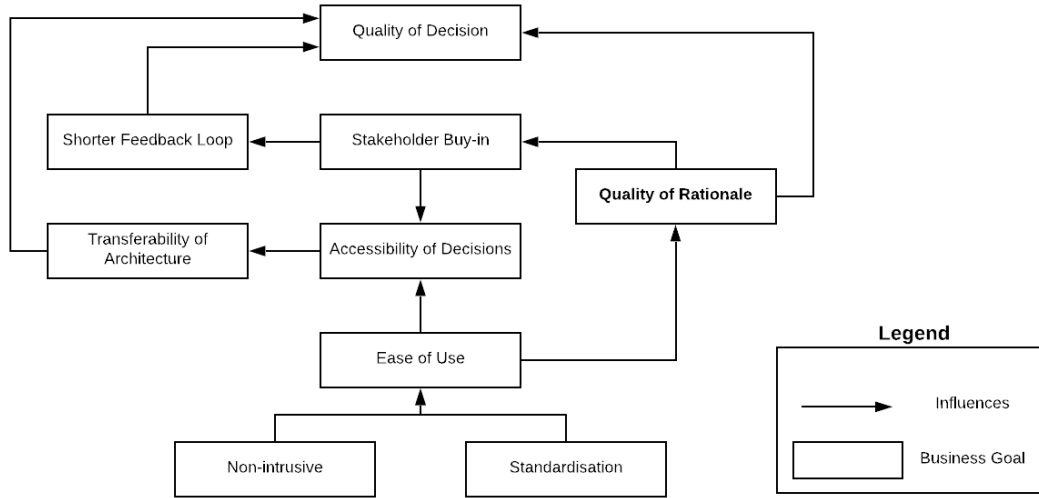 Quality of Decision
Shorter Feedback Loop
Stakeholder Buy-in
Quality of Rationale
Transferability of
Architecture
Accessibility of Decisions
Ease of Use
Non-intrusive
Standardisation
Legend
Influences
Business Goal